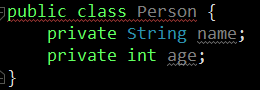 public class Person {
    private String name;
    private int age;
}